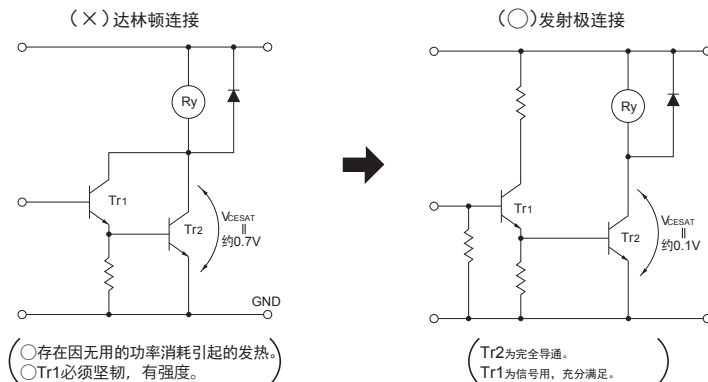 (×)达林顿连接
(○)发射极连接
Ry
Tr1
Tr2
VCESAT
||
约0.7V
GND
(○存在因无用的功率消耗引起的发热。
○Tr1必须坚韧，有强度。)
Ry
Tr1
Tr2
VCESAT
||
约0.1V
(Tr2为完全导通。
Tr1为信号用，充分满足。)